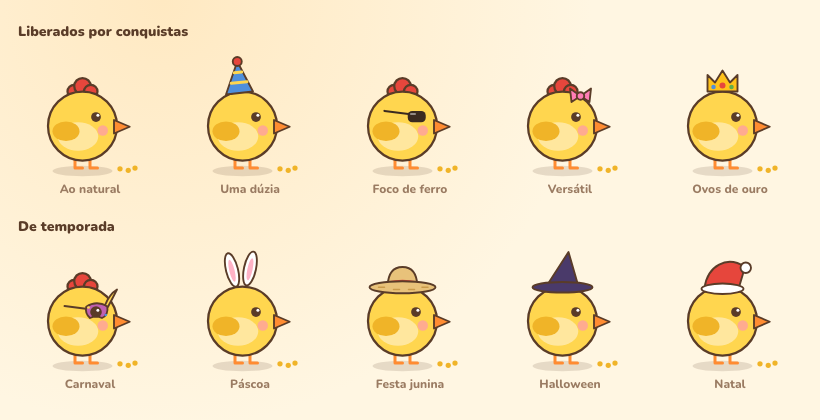 Liberados por conquistas
Ao natural
Uma dúzia
Foco de ferro
Versátil
Ovos de ouro
De temporada
Carnaval
Páscoa
Festa junina
Halloween
Natal